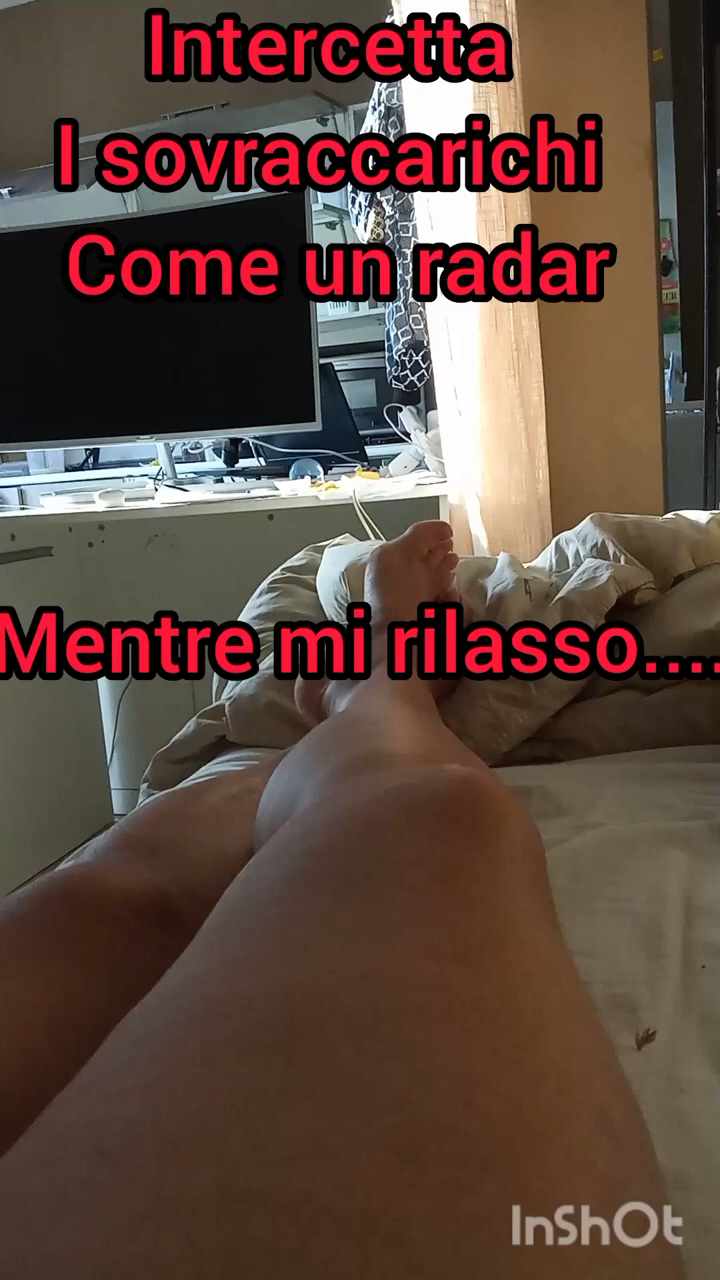 Intercetta
I sovraccarichi
Come un radar
Mentre mi rilasso....
InShOt